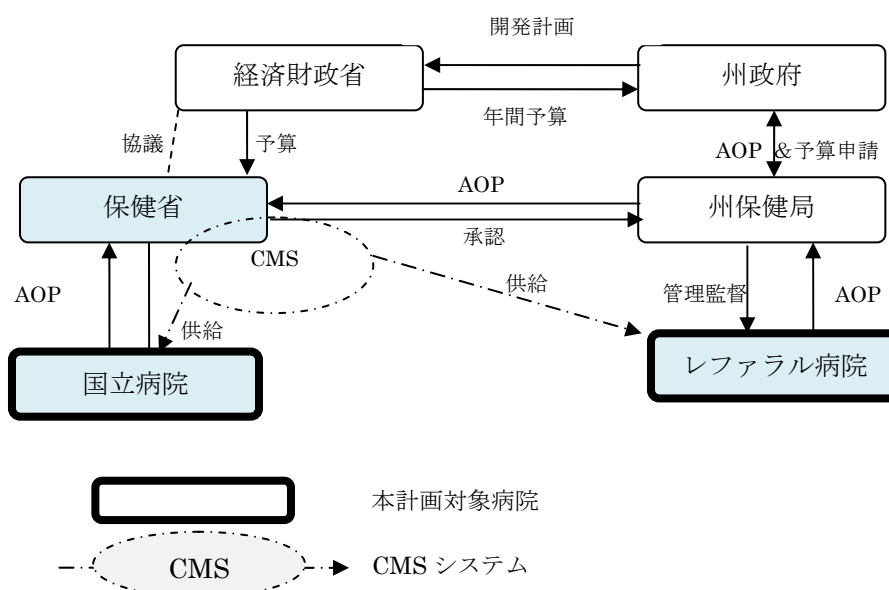 開発計画
経済財政省
州政府
年間予算
協議
予算
AOP &予算申請
保健省
AOP
州保健局
承認
CMS
供給
管理監督
AOP
AOP
供給
国立病院
レファラル病院
本計画対象病院
CMS
CMS システム